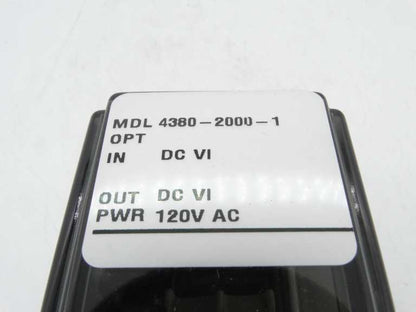 MDL 4380-2000-1
OPT
IN DC VI
OUT DC VI
PWR 120V AC